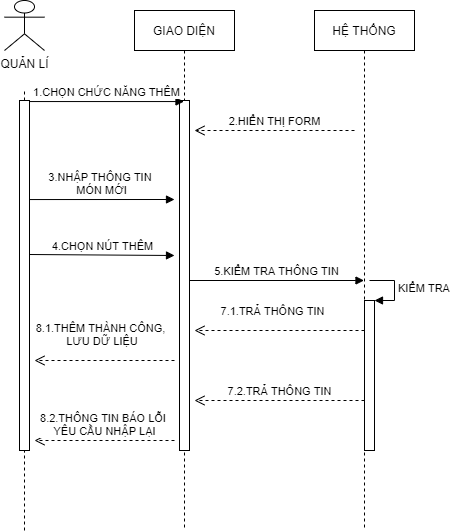 GIAO DIỆN
HỆ THỐNG
QUẢN LÍ
1.CHỌN CHỨC NĂNG THÊM
2.HIỂN THỊ FORM
3.NHẬP THÔNG TIN
MÓN MỚI
4.CHỌN NÚT THÊM
5.KIỂM TRA THÔNG TIN
KIỂM TRA
7.1.TRẢ THÔNG TIN
8.1.THÊM THÀNH CÔNG,
LƯU DỮ LIỆU
7.2.TRẢ THÔNG TIN
8.2.THÔNG TIN BÁO LỖI
YÊU CẦU NHẬP LẠI